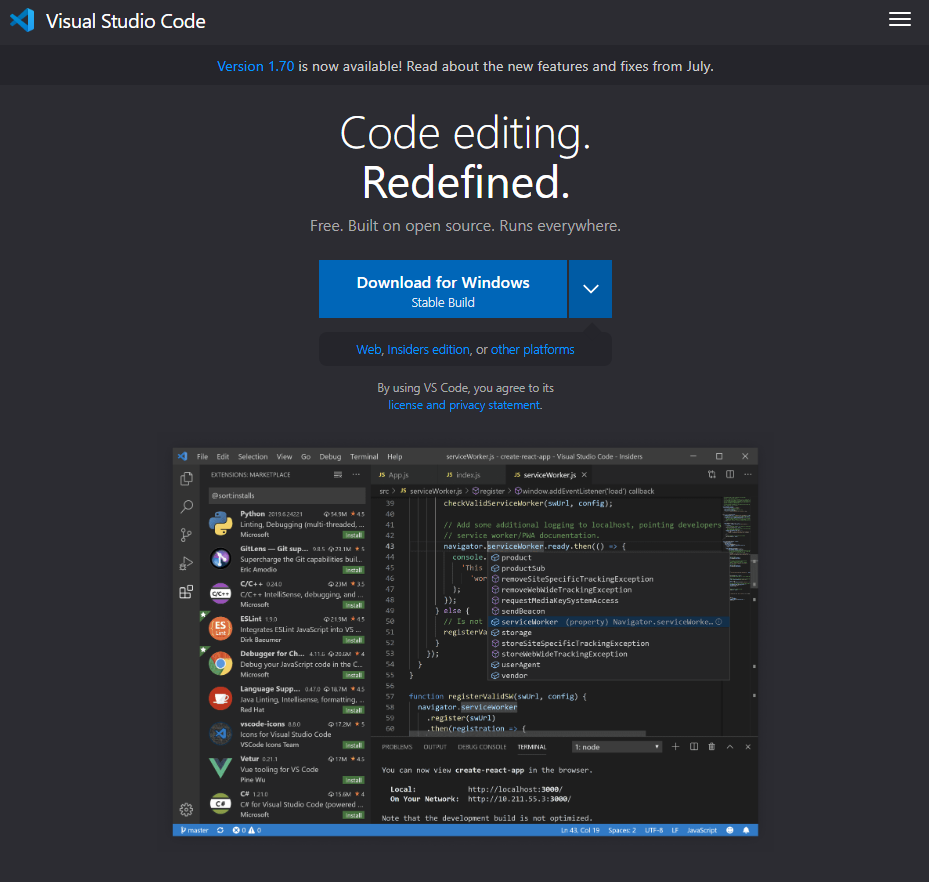 Visual Studio Code
Version 1.70 is now available! Read about the new features and fixes from July.
Code editing.
Redefined.
Free. Built on open source. Runs everywhere.
Download for Windows
Stable Build
Web, Insiders edition, or other platforms
By using VS Code, you agree to its
license and privacy statement.
File Edit Selection View Go Debug Terminal Help serviceWorker.js - create-react-app - Visual Studio Code - Insiders
EXTENSIONS: MARKETPLACE
@sort:installs
Python 2019.6.24221 54.9M 4.5
Linting, Debugging (multi-threaded, ...
Microsoft Install
GitLens — Git sup... 9.8.5 23.1M 5
Supercharge the Git capabilities buil...
Eric Amodio Install
C/C++ 0.24.0 23M 3.5
C/C++ IntelliSense, debugging, and ...
Microsoft Install
ESLint 1.9.0 21.9M 4.5
Integrates ESLint JavaScript into VS ...
Dirk Baeumer Install
Debugger for Ch... 4.11.6 20.6M 4
Debug your JavaScript code in the C...
Microsoft Install
Language Supp... 0.47.0 18.7M 4.5
Java Linting, Intellisense, formatting, ...
Red Hat Install
vscode-icons 8.8.0 17.2M 5
Icons for Visual Studio Code
VSCode Icons Team Install
Vetur 0.21.1 17M 4.5
Vue tooling for VS Code
Pine Wu Install
C# 1.21.0 15.6M 4
C# for Visual Studio Code (powered ...
Microsoft Install
JS App.js JS index.js JS serviceWorker.js
src > JS serviceWorker.js > register > window.addEventListener('load') callback
39 checkValidServiceWorker(swUrl, config);
40
41 // Add some additional logging to localhost, pointing developers
42 // service worker/PWA documentation.
43 navigator.serviceWorker.ready.then(() => {
44 console.
45 'This
46 'wor
47 );
48 });
49 } else {
50 // Is not
51 registerVa
52 }
53 });
54 }
55 }
56
57 function registerValidSW(swUrl, config) {
58 navigator.serviceWorker
59 .register(swUrl)
60 .then(registration => {
product
productSub
removeSiteSpecificTrackingException
removeWebWideTrackingException
requestMediaKeySystemAccess
sendBeacon
serviceWorker (property) Navigator.serviceWorke...
storage
storeSiteSpecificTrackingException
storeWebWideTrackingException
userAgent
vendor
PROBLEMS OUTPUT DEBUG CONSOLE TERMINAL 1: node
You can now view create-react-app in the browser.
Local: http://localhost:3000/
On Your Network: http://10.211.55.3:3000/
Note that the development build is not optimized.
master 0 0 Ln 43, Col 19 Spaces: 2 UTF-8 LF JavaScript